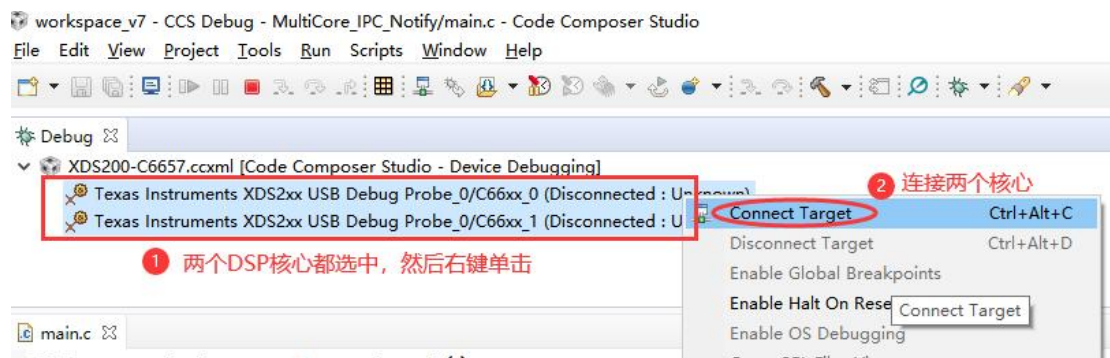 workspace_v7 - CCS Debug - MultiCore_IPC_Notify/main.c - Code Composer Studio
File Edit View Project Tools Run Scripts Window Help
Debug
XDS200-C6657.ccxml [Code Composer Studio - Device Debugging]
Texas Instruments XDS2xx USB Debug Probe_0/C66xx_0 (Disconnected : Unknown)
Texas Instruments XDS2xx USB Debug Probe_0/C66xx_1 (Disconnected : U
2 连接两个核心
Connect Target Ctrl+Alt+C
Disconnect Target Ctrl+Alt+D
Enable Global Breakpoints
Enable Halt On Rese
Connect Target
Enable OS Debugging
1 两个DSP核心都选中，然后右键单击
main.c